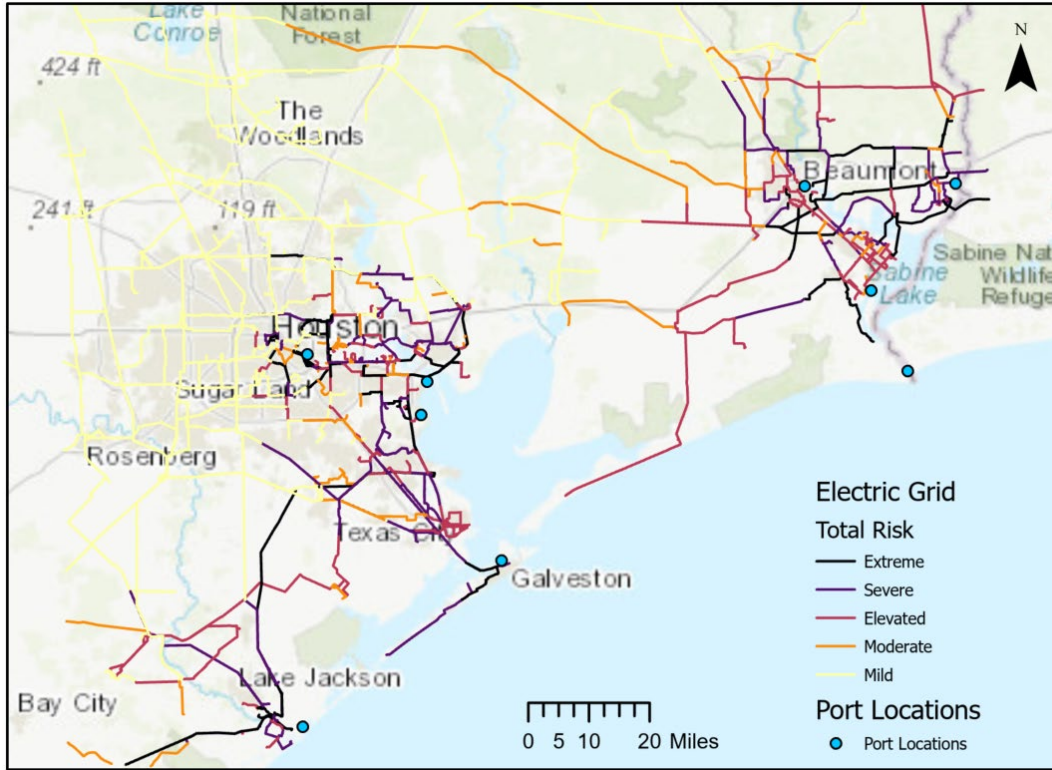 Lake
Conroe
National
Forest
N
424 ft
The
Woodlands
Beaumont
241 ft
119 ft
Sabine Nat
Wildlife
Refuge
Sabine
Lake
Houston
Sugar Land
Rosenberg
Texas City
Galveston
Lake Jackson
Bay City
0 5 10 20 Miles
Electric Grid
Total Risk
Extreme
Severe
Elevated
Moderate
Mild
Port Locations
Port Locations